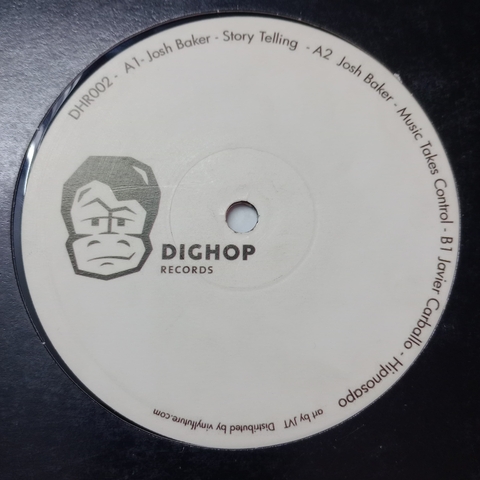 DHR002 - A1- Josh Baker - Story Telling - A2 Josh Baker - Music Takes Control - B1 Javier Carballo - Hipnosapo
DIGHOP
RECORDS
art by JVT Distributed by vinylfuture.com